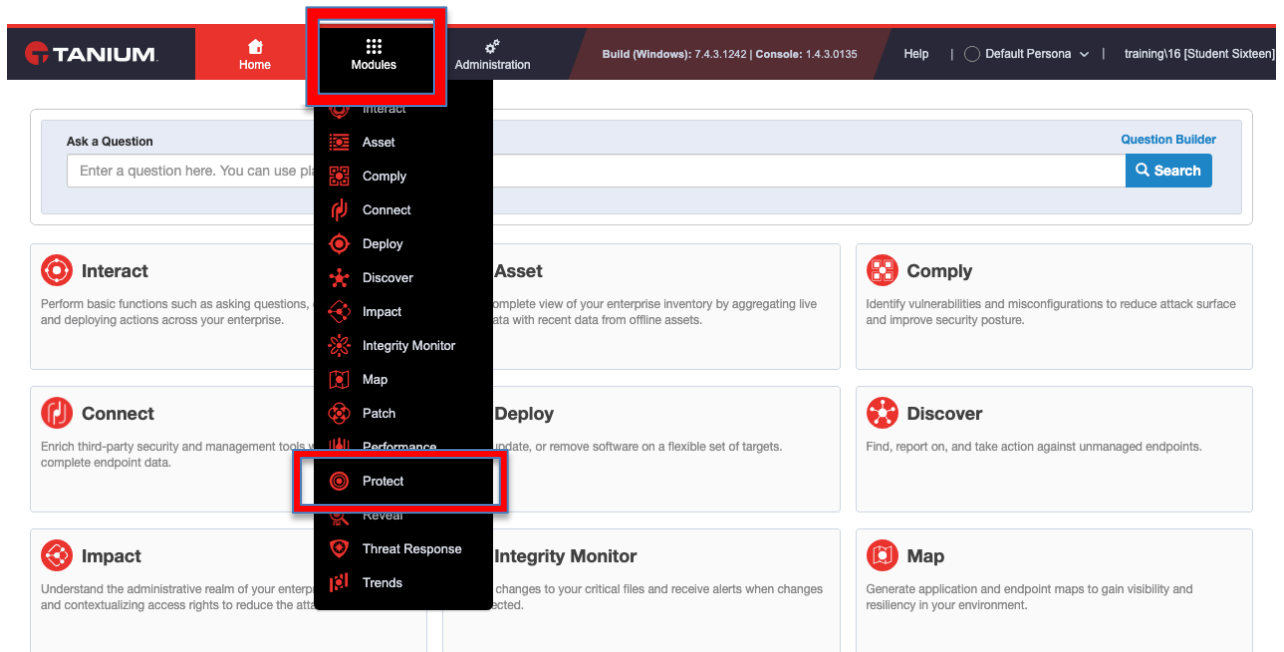 TANIUM
Home
Modules
Administration
Build (Windows): 7.4.3.1242 | Console: 1.4.3.0135
Help
Default Persona
training\16 [Student Sixteen]
Interact
Asset
Comply
Connect
Deploy
Discover
Impact
Integrity Monitor
Map
Patch
Performance
Protect
Reveal
Threat Response
Trends
Ask a Question
Question Builder
Enter a question here. You can use
Search
Interact
Perform basic functions such as asking questions,
and deploying actions across your enterprise.
Asset
complete view of your enterprise inventory by aggregating live
data with recent data from offline assets.
Comply
Identify vulnerabilities and misconfigurations to reduce attack surface
and improve security posture.
Connect
Enrich third-party security and management tools
complete endpoint data.
Deploy
update, or remove software on a flexible set of targets.
Discover
Find, report on, and take action against unmanaged endpoints.
Impact
Understand the administrative realm of your
and contextualizing access rights to reduce the
Integrity Monitor
changes to your critical files and receive alerts when changes
Map
Generate application and endpoint maps to gain visibility and
resiliency in your environment.